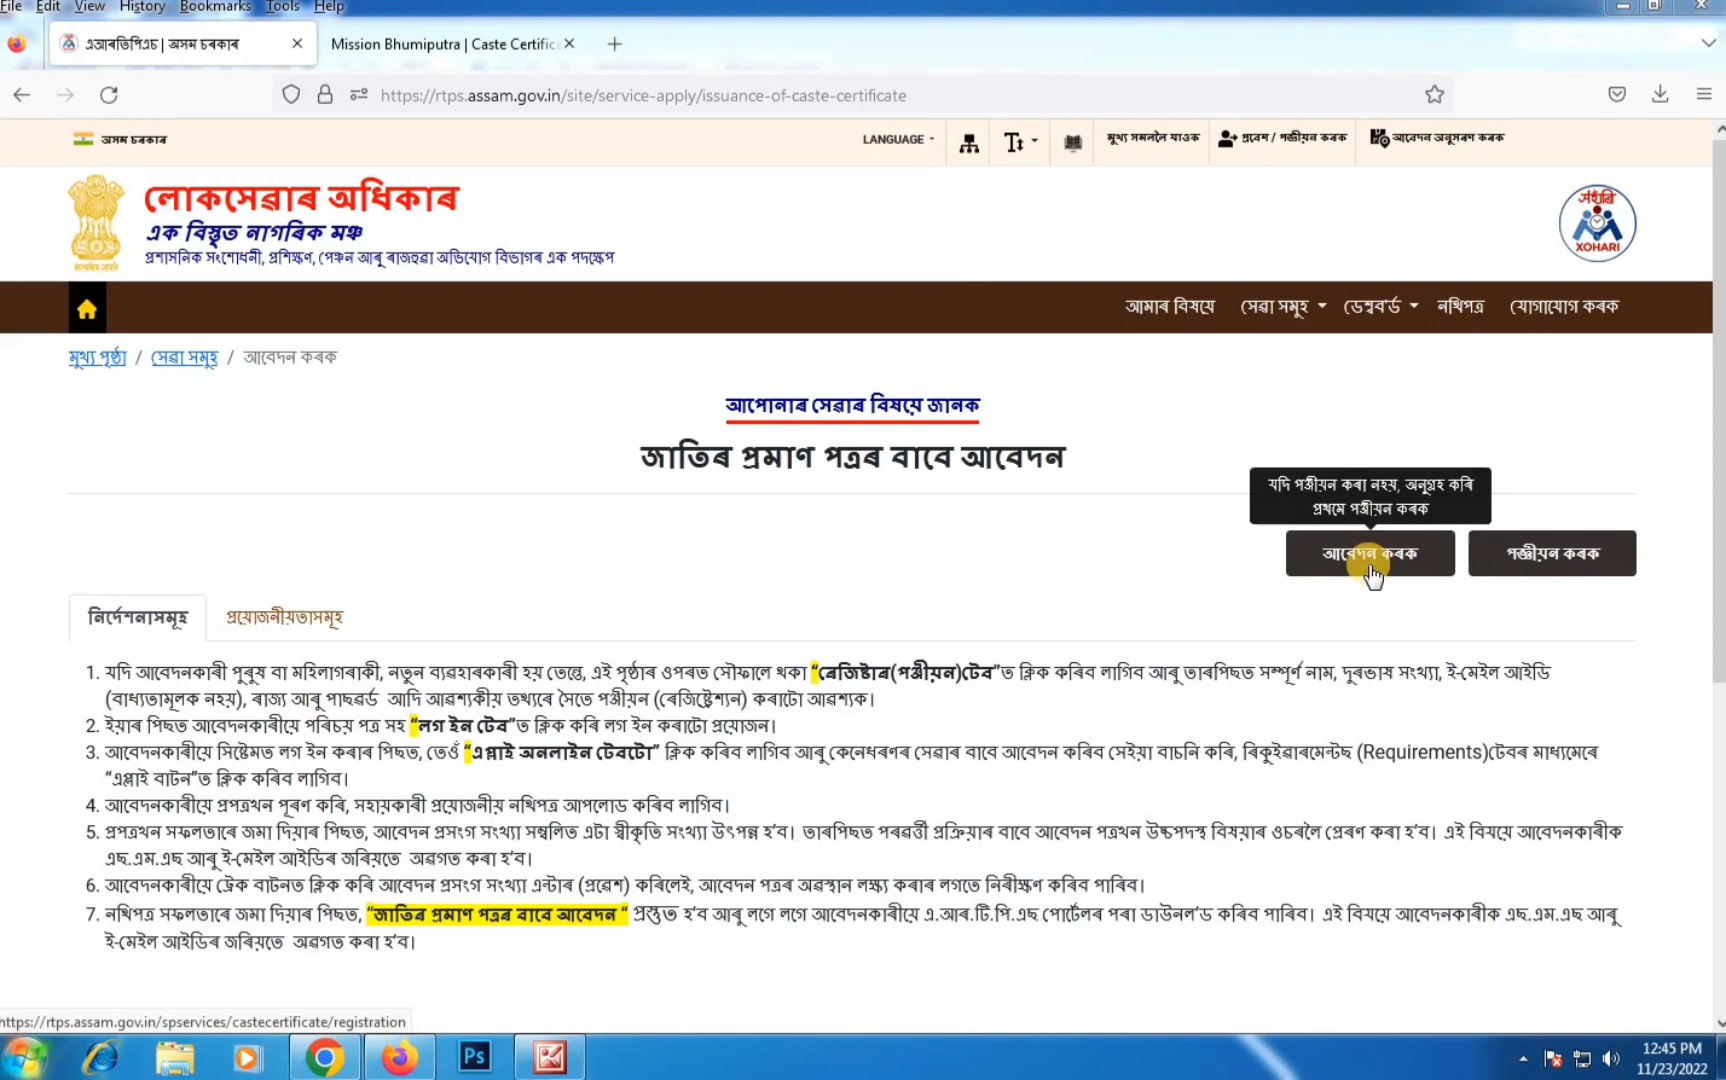 File Edit View History Bookmarks Tools Help
এআৰতিপিএচ | অসম চৰকাৰ
Mission Bhumiputra | Caste Certific
https://rtps.assam.gov.in/site/service-apply/issuance-of-caste-certificate
অসম চৰকাৰ
LANGUAGE
মুখ্য সমললৈ যাওক
প্ৰবেশ / পঞ্জীয়ন কৰক
আবেদন অনুসৰণ কৰক
লোকসেৱাৰ অধিকাৰ
এক বিস্তৃত নাগৰিক মঞ্চ
প্ৰশাসনিক সংশোধনী, প্ৰশিক্ষণ, পেঞ্চন আৰু ৰাজহুৱা অভিযোগ বিভাগৰ এক পদক্ষেপ
XOHARI
আমাৰ বিষয়ে সেৱা সমূহ ডেশ্ববৰ্ড নথিপত্ৰ যোগাযোগ কৰক
মুখ্য পৃষ্ঠা / সেৱা সমূহ / আবেদন কৰক
আপোনাৰ সেৱাৰ বিষয়ে জানক
জাতিৰ প্ৰমাণ পত্ৰৰ বাবে আবেদন
যদি পঞ্জীয়ন কৰা নহয়, অনুগ্ৰহ কৰি
প্ৰথমে পঞ্জীয়ন কৰক
আবেদন কৰক
পঞ্জীয়ন কৰক
নিৰ্দেশনাসমূহ
প্ৰয়োজনীয়তাসমূহ
1. যদি আবেদনকাৰী পুৰুষ বা মহিলাগৰাকী, নতুন ব্যৱহাৰকাৰী হয় তেন্তে, এই পৃষ্ঠাৰ ওপৰত সোঁফালে থকা "ৰেজিষ্টাৰ(পঞ্জীয়ন)টেব"ত ক্লিক কৰিব লাগিব আৰু তাৰপিছত সম্পূৰ্ণ নাম, দুৰভাষ সংখ্যা, ই-মেইল আইডি
(বাধ্যতামূলক নহয়), ৰাজ্য আৰু পাছৱৰ্ড আদি আৱশ্যকীয় তথ্যৰে সৈতে পঞ্জীয়ন (ৰেজিষ্ট্ৰেশ্যন) কৰাটো আৱশ্যক।
2. ইয়াৰ পিছত আবেদনকাৰীয়ে পৰিচয় পত্ৰ সহ "লগ ইন টেব"ত ক্লিক কৰি লগ ইন কৰাটো প্ৰয়োজন।
3. আবেদনকাৰীয়ে সিষ্টেমত লগ ইন কৰাৰ পিছত, তেওঁ "এপ্লাই অনলাইন টেবটো" ক্লিক কৰিব লাগিব আৰু কেনেধৰণৰ সেৱাৰ বাবে আবেদন কৰিব সেইয়া বাচনি কৰি, ৰিকুইৱাৰমেন্টছ (Requirements)টেবৰ মাধ্যমেৰে
"এপ্লাই বাটন"ত ক্লিক কৰিব লাগিব।
4. আবেদনকাৰীয়ে প্ৰপত্ৰখন পূৰণ কৰি, সহায়কাৰী প্ৰয়োজনীয় নথিপত্ৰ আপলোড কৰিব লাগিব।
5. প্ৰপত্ৰখন সফলতাৰে জমা দিয়াৰ পিছত, আবেদন প্ৰসংগ সংখ্যা সম্বলিত এটা স্বীকৃতি সংখ্যা উৎপন্ন হ'ব। তাৰপিছত পৰৱৰ্ত্তী প্ৰক্ৰিয়াৰ বাবে আবেদন পত্ৰখন উচ্চপদস্থ বিষয়াৰ ওচৰলৈ প্ৰেৰণ কৰা হ'ব। এই বিষয়ে আবেদনকাৰীক
এছ.এম.এছ আৰু ই-মেইল আইডিৰ জৰিয়তে অৱগত কৰা হ'ব।
6. আবেদনকাৰীয়ে ট্ৰেক বাটনত ক্লিক কৰি আবেদন প্ৰসংগ সংখ্যা এন্টাৰ (প্ৰৱেশ) কৰিলেই, আবেদন পত্ৰৰ অৱস্থান লক্ষ্য কৰাৰ লগতে নিৰীক্ষণ কৰিব পাৰিব।
7. নথিপত্ৰ সফলতাৰে জমা দিয়াৰ পিছত, "জাতিৰ প্ৰমাণ পত্ৰৰ বাবে আবেদন " প্ৰস্তুত হ'ব আৰু লগে লগে আবেদনকাৰীয়ে এ.আৰ.টি.পি.এছ পোৰ্টেলৰ পৰা ডাউনল'ড কৰিব পাৰিব। এই বিষয়ে আবেদনকাৰীক এছ.এম.এছ আৰু
ই-মেইল আইডিৰ জৰিয়তে অৱগত কৰা হ'ব।
https://rtps.assam.gov.in/spservices/castecertificate/registration
Ps
12:45 PM
11/23/2022